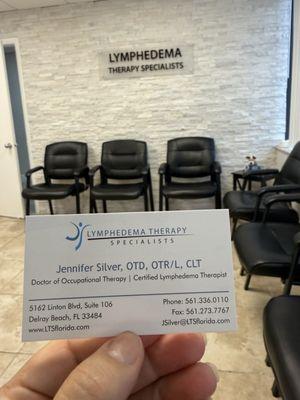 LYMPHEDEMA
THERAPY SPECIALISTS
LYMPHEDEMA THERAPY
SPECIALISTS
Jennifer Silver, OTD, OTR/L, CLT
Doctor of Occupational Therapy | Certified Lymphedema Therapist
5162 Linton Blvd, Suite 106
Delray Beach, FL 33484
www.LTSflorida.com
Phone: 561.336.0110
Fax: 561.273.7767
JSilver@LTSflorida.com